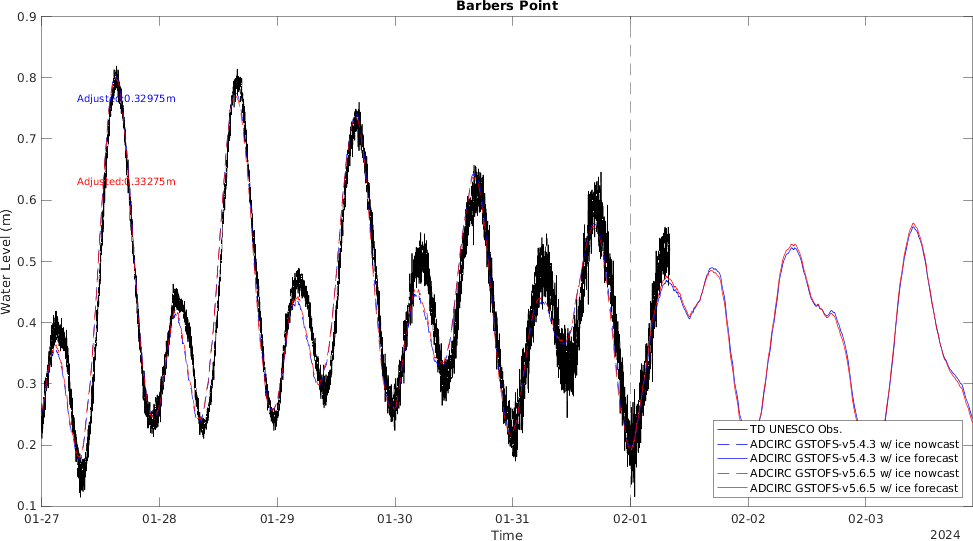 Barbers Point
0.9
0.8
0.7
0.6
0.5
0.4
0.3
0.2
0.1
Water Level (m)
Adjusted:0.32975m
Adjusted:0.33275m
TD UNESCO Obs.
ADCIRC GSTOFS-v5.4.3 w/ ice nowcast
ADCIRC GSTOFS-v5.4.3 w/ ice forecast
ADCIRC GSTOFS-v5.6.5 w/ ice nowcast
ADCIRC GSTOFS-v5.6.5 w/ ice forecast
01-27 01-28 01-29 01-30 01-31 02-01 02-02 02-03
Time
2024